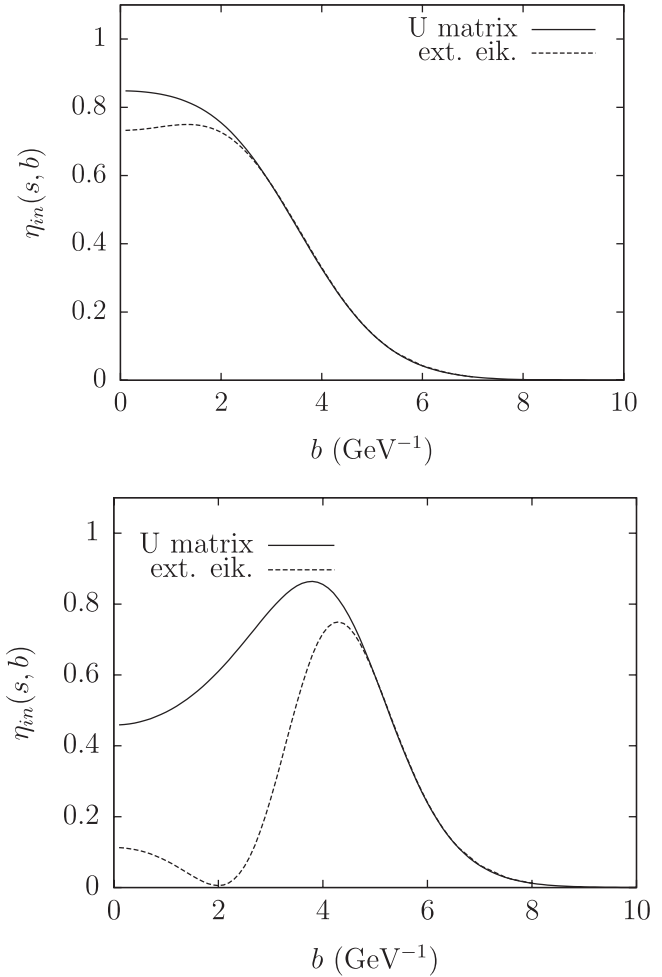 1
0.8
0.6
0.4
0.2
0
η_in(s, b)
U matrix
ext. eik.
0 2 4 6 8 10
b (GeV⁻¹)
1
0.8
0.6
0.4
0.2
0
η_in(s, b)
U matrix
ext. eik.
0 2 4 6 8 10
b (GeV⁻¹)